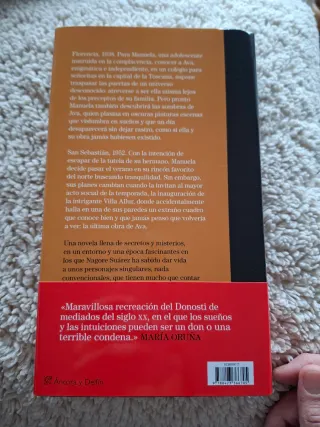 Florencia, 1938. Para Manuela, una adolescente
instruida en la complacencia, conocer a Ava,
enigmática e independiente, en un colegio para
señoritas en la capital de la Toscana, supone
traspasar las puertas de un universo
desconocido: atreverse a ser ella misma lejos
de los preceptos de su familia. Pero pronto
Manuela también descubrirá las sombras de
Ava, quien plasma en oscuras pinturas escenas
que vislumbra en sueños y que un día
desaparecerá sin dejar rastro, como si ella y
su obra jamás hubiesen existido.
San Sebastián, 1952. Con la intención de
escapar de la tutela de su hermano, Manuela
decide pasar el verano en su rincón favorito
del norte buscando tranquilidad. Sin embargo,
sus planes cambian cuando la invitan al mayor
acto social de la temporada, la inauguración de
la intrigante Villa Albar, donde accidentalmente
halla en una de sus paredes un extraño cuadro
que conoce bien y que jamás pensó que volvería
a ver: la última obra de Ava.
Una novela llena de secretos y misterios,
en un entorno y una época fascinantes en
los que Nagore Suárez ha sabido dar vida
a unos personajes singulares, nada
convencionales, que tienen mucho que contar
«Maravillosa recreación del Donosti de
mediados del siglo XX, en el que los sueños
y las intuiciones pueden ser un don o una
terrible condena.» MARÍA ORUÑA